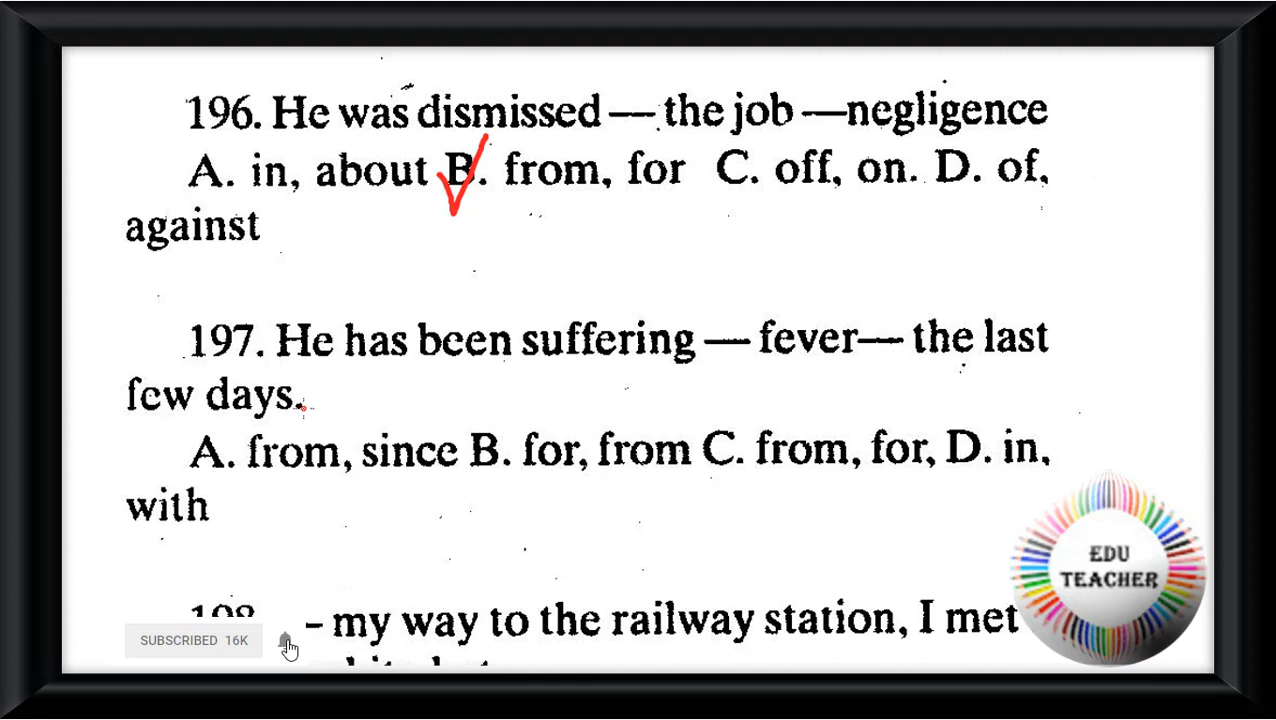 196. He was dismissed — the job —negligence
A. in, about B. from, for C. off, on. D. of,
against
197. He has been suffering — fever— the last
few days.
A. from, since B. for, from C. from, for, D. in,
with
– my way to the railway station, I met
SUBSCRIBED 16K
EDU
TEACHER